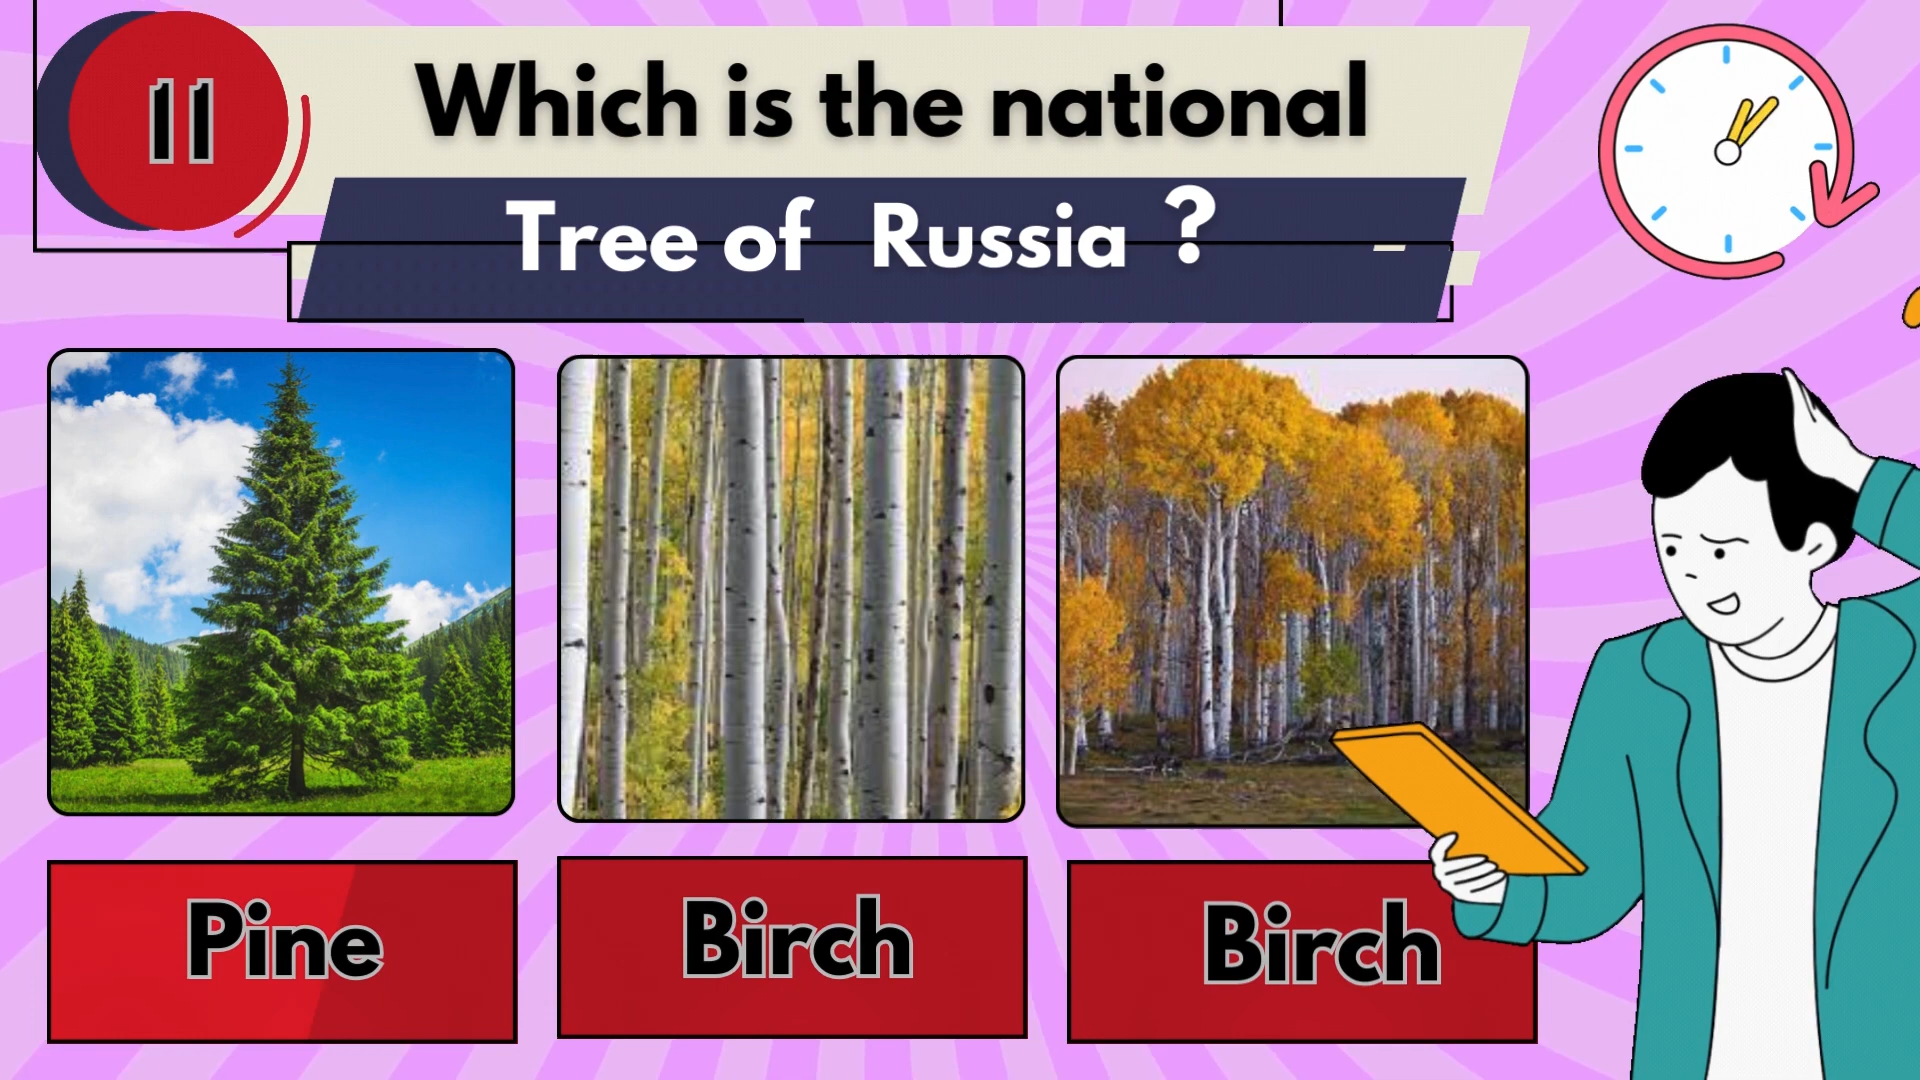 11
Which is the national
Tree of Russia ?
Pine
Birch
Birch